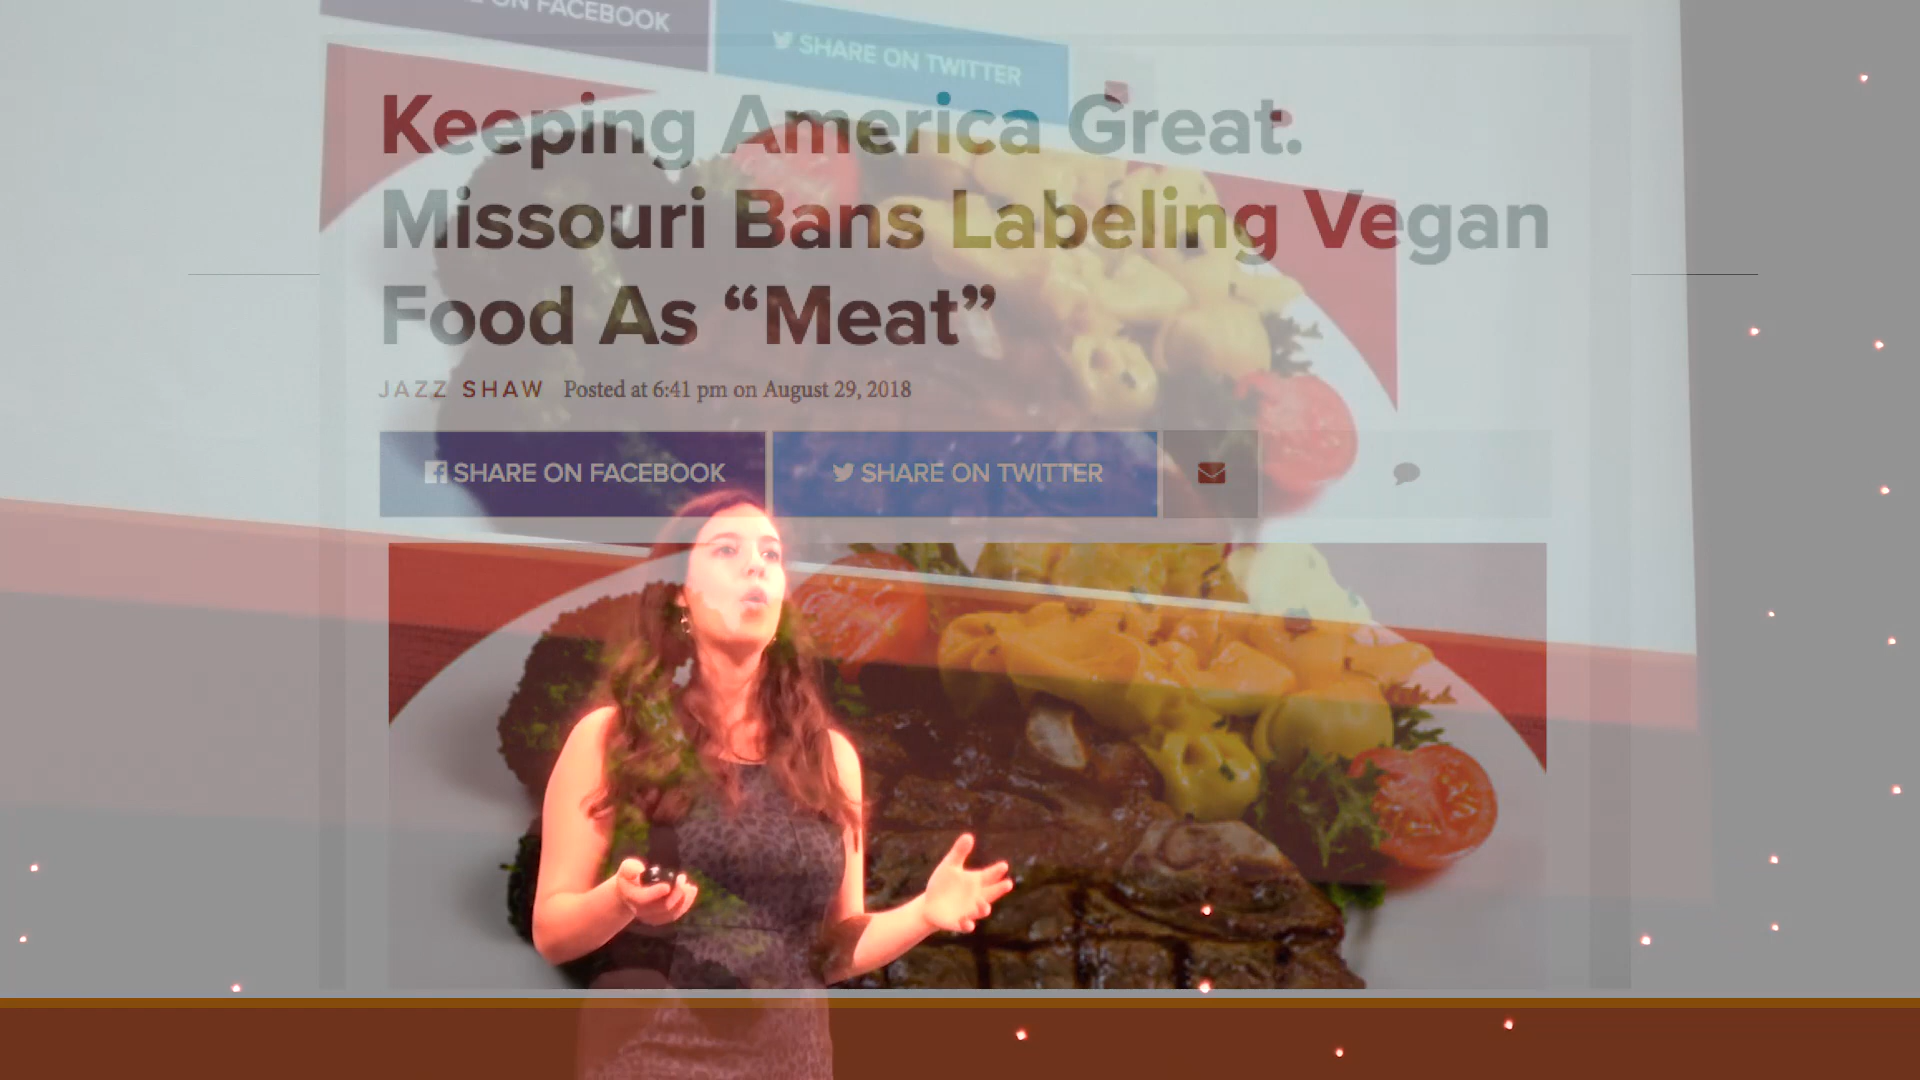 ON FACEBOOK
SHARE ON TWITTER
Keeping America Great.
Missouri Bans Labeling Vegan
Food As “Meat”
JAZZ SHAW Posted at 6:41 pm on August 29, 2018
SHARE ON FACEBOOK SHARE ON TWITTER